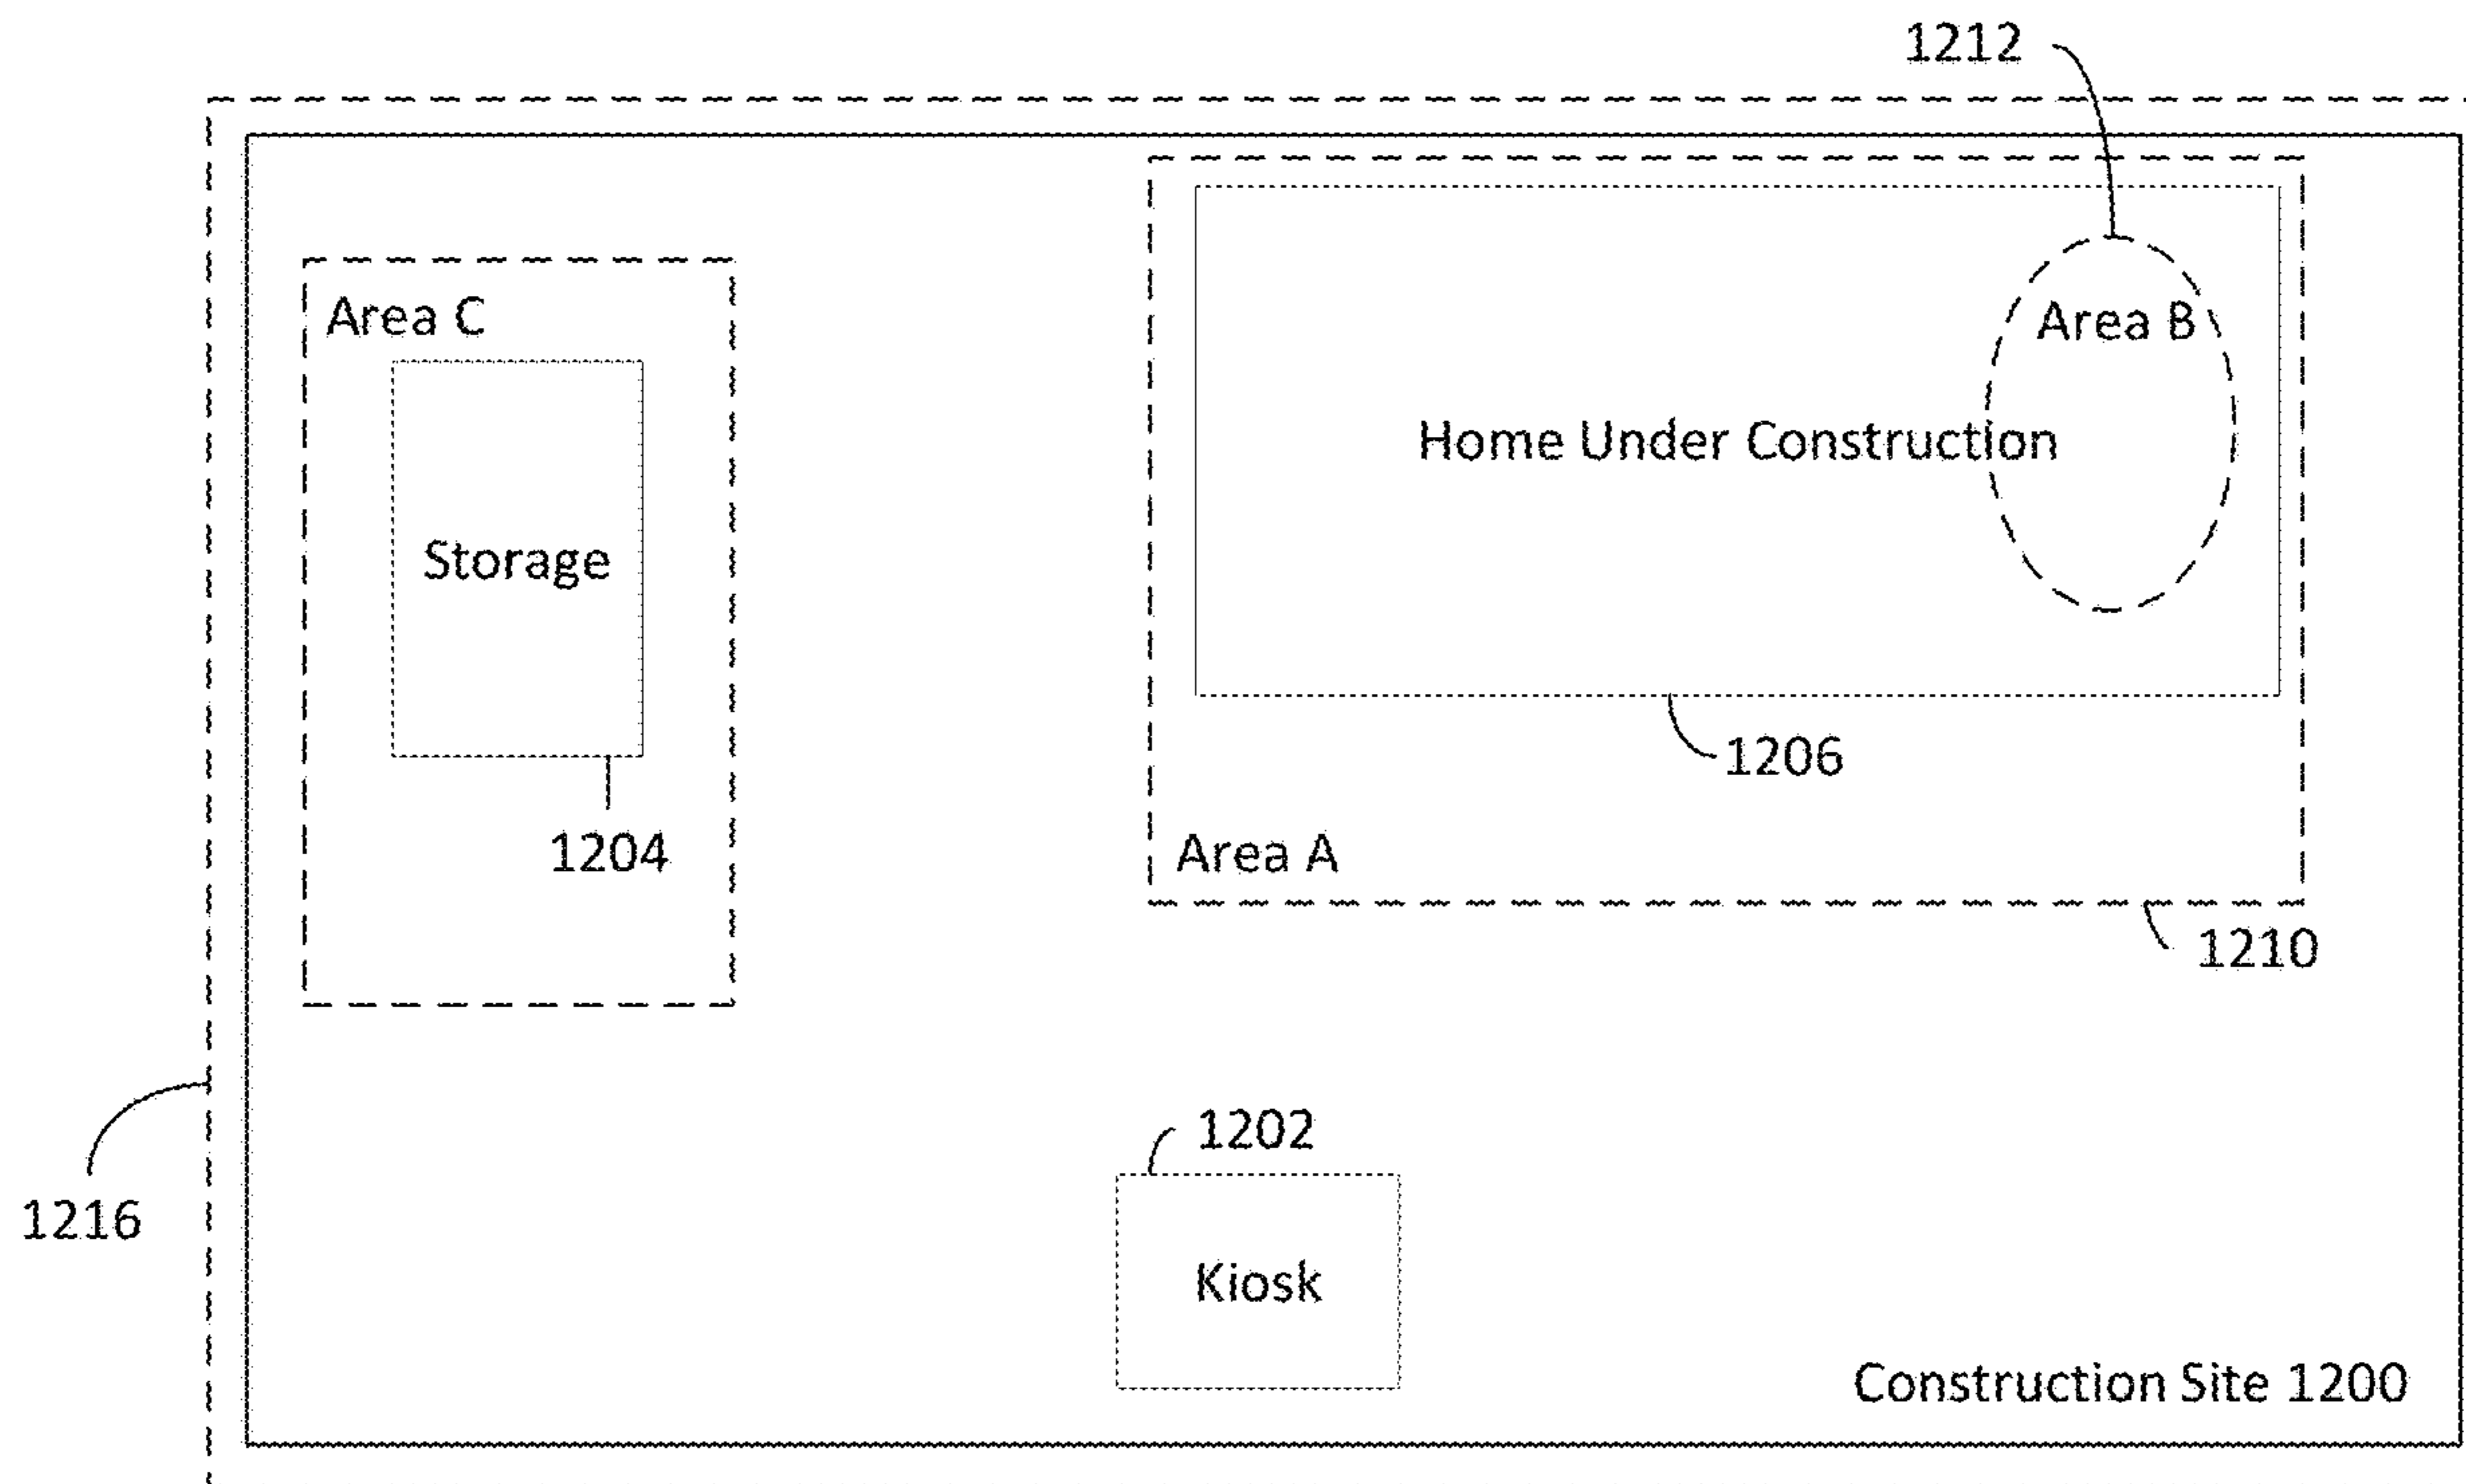 1212
Area C
Area B
Home Under Construction
Storage
1206
1204
Area A
1210
1202
1216
Kiosk
Construction Site 1200